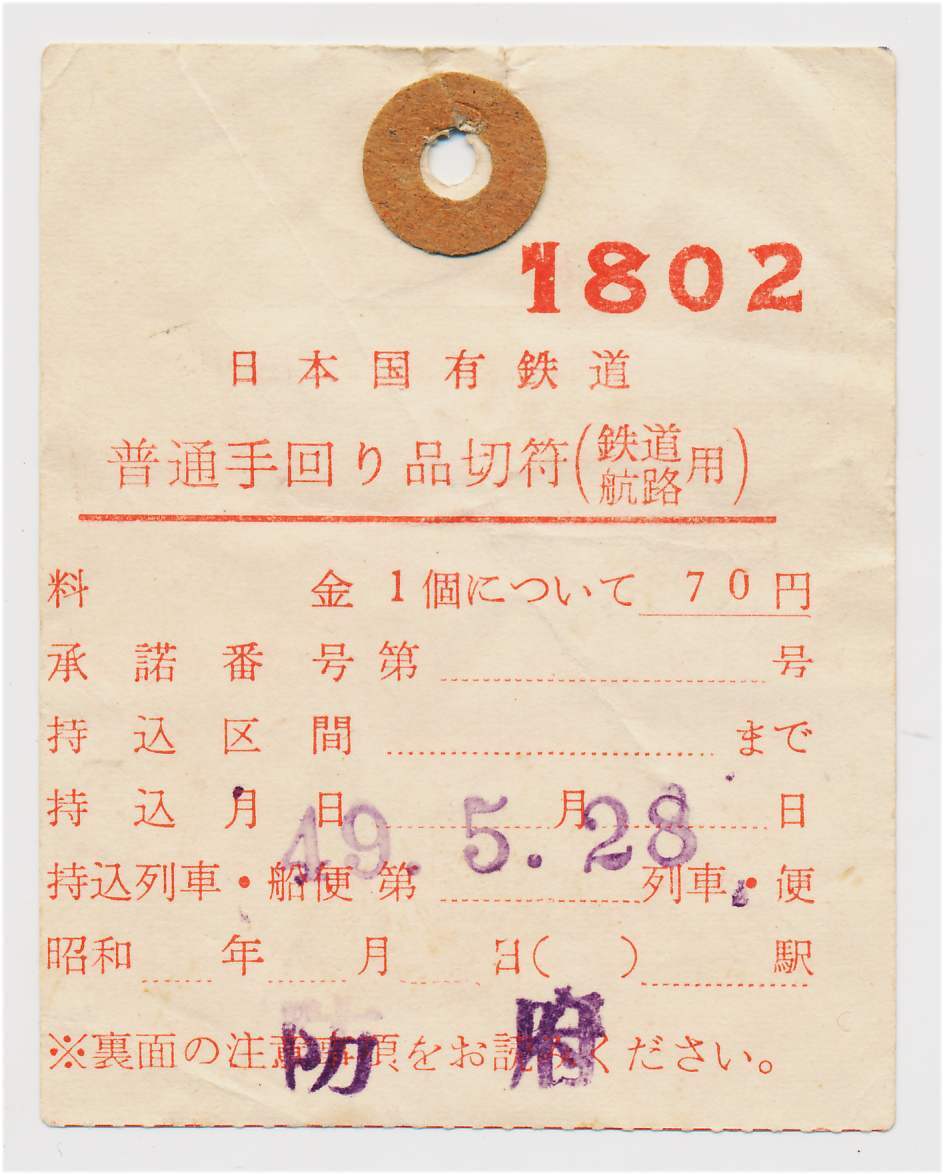 1802
日本国有鉄道
普通手回り品切符(鉄道航路用)
料金 1個について 70円
承諾番号 第 号
持込区間 まで
持込月日 月 日
49.5.28
持込列車・船便 第 列車・便
昭和 年 月 日( ) 駅
※裏面の注意事項をお読みください。
防府